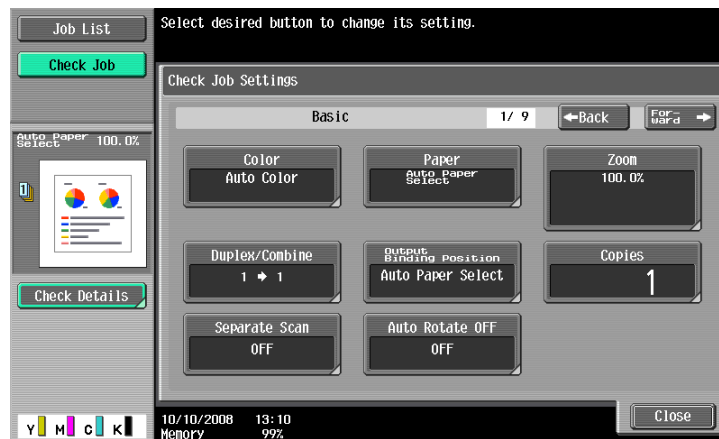 Job List
Select desired button to change its setting.
Check Job
Check Job Settings
Basic
1/ 9
←Back
For-
ward →
Auto Paper
Select
100.0%
1
Color
Auto Color
Paper
Auto Paper
Select
Zoom
100.0%
Duplex/Combine
1 → 1
Output
Binding Position
Auto Paper Select
Copies
1
Check Details
Separate Scan
OFF
Auto Rotate OFF
OFF
Close
Y M C K
10/10/2008 13:10
Memory 99%